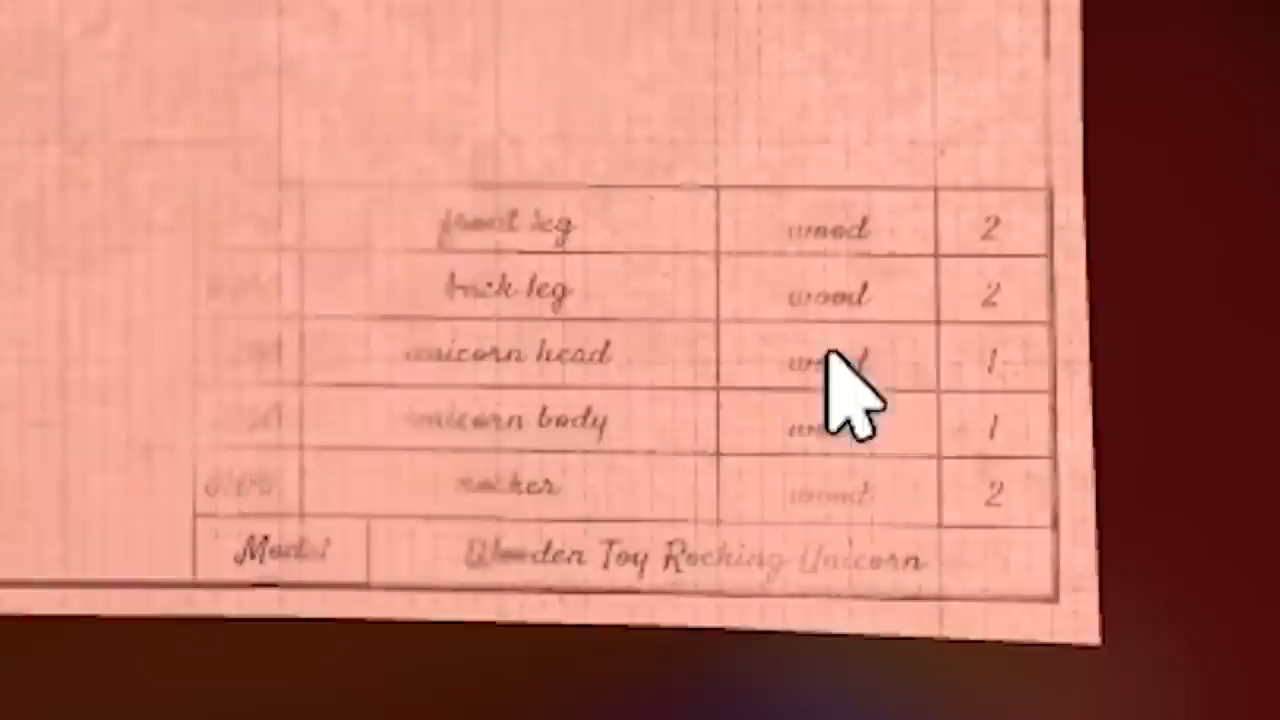 front leg wood 2
back leg wood 2
unicorn head wood 1
unicorn body 1
rocker wood 2
Model Wooden Toy Rocking Unicorn